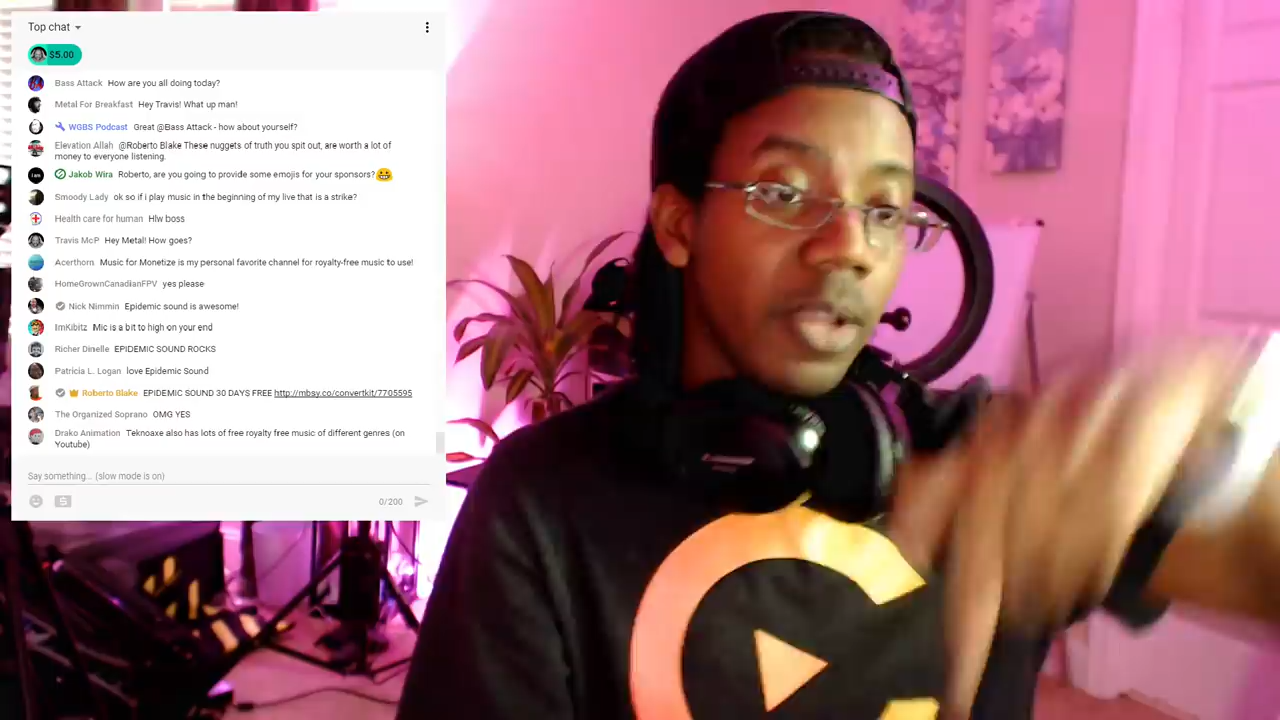 Top chat
$5.00
Bass Attack How are you all doing today?
Metal For Breakfast Hey Travis! What up man!
WGBS Podcast Great @Bass Attack - how about yourself?
Elevation Allah @Roberto Blake These nuggets of truth you spit out, are worth a lot of
money to everyone listening.
Jakob Wira Roberto, are you going to provide some emojis for your sponsors?😀
Smoody Lady ok so if i play music in the beginning of my live that is a strike?
Health care for human Hlw boss
Travis McP Hey Metal! How goes?
Acerthorn Music for Monetize is my personal favorite channel for royalty-free music to use!
HomeGrownCanadianFPV yes please
Nick Nimmin Epidemic sound is awesome!
ImKibitz Mic is a bit to high on your end
Richer Dinelle EPIDEMIC SOUND ROCKS
Patricia L. Logan love Epidemic Sound
Roberto Blake EPIDEMIC SOUND 30 DAYS FREE http://mbsy.co/convertkit/7705595
The Organized Soprano OMG YES
Drako Animation Teknoaxe also has lots of free royalty free music of different genres (on
Youtube)
Say something... (slow mode is on)
0/200